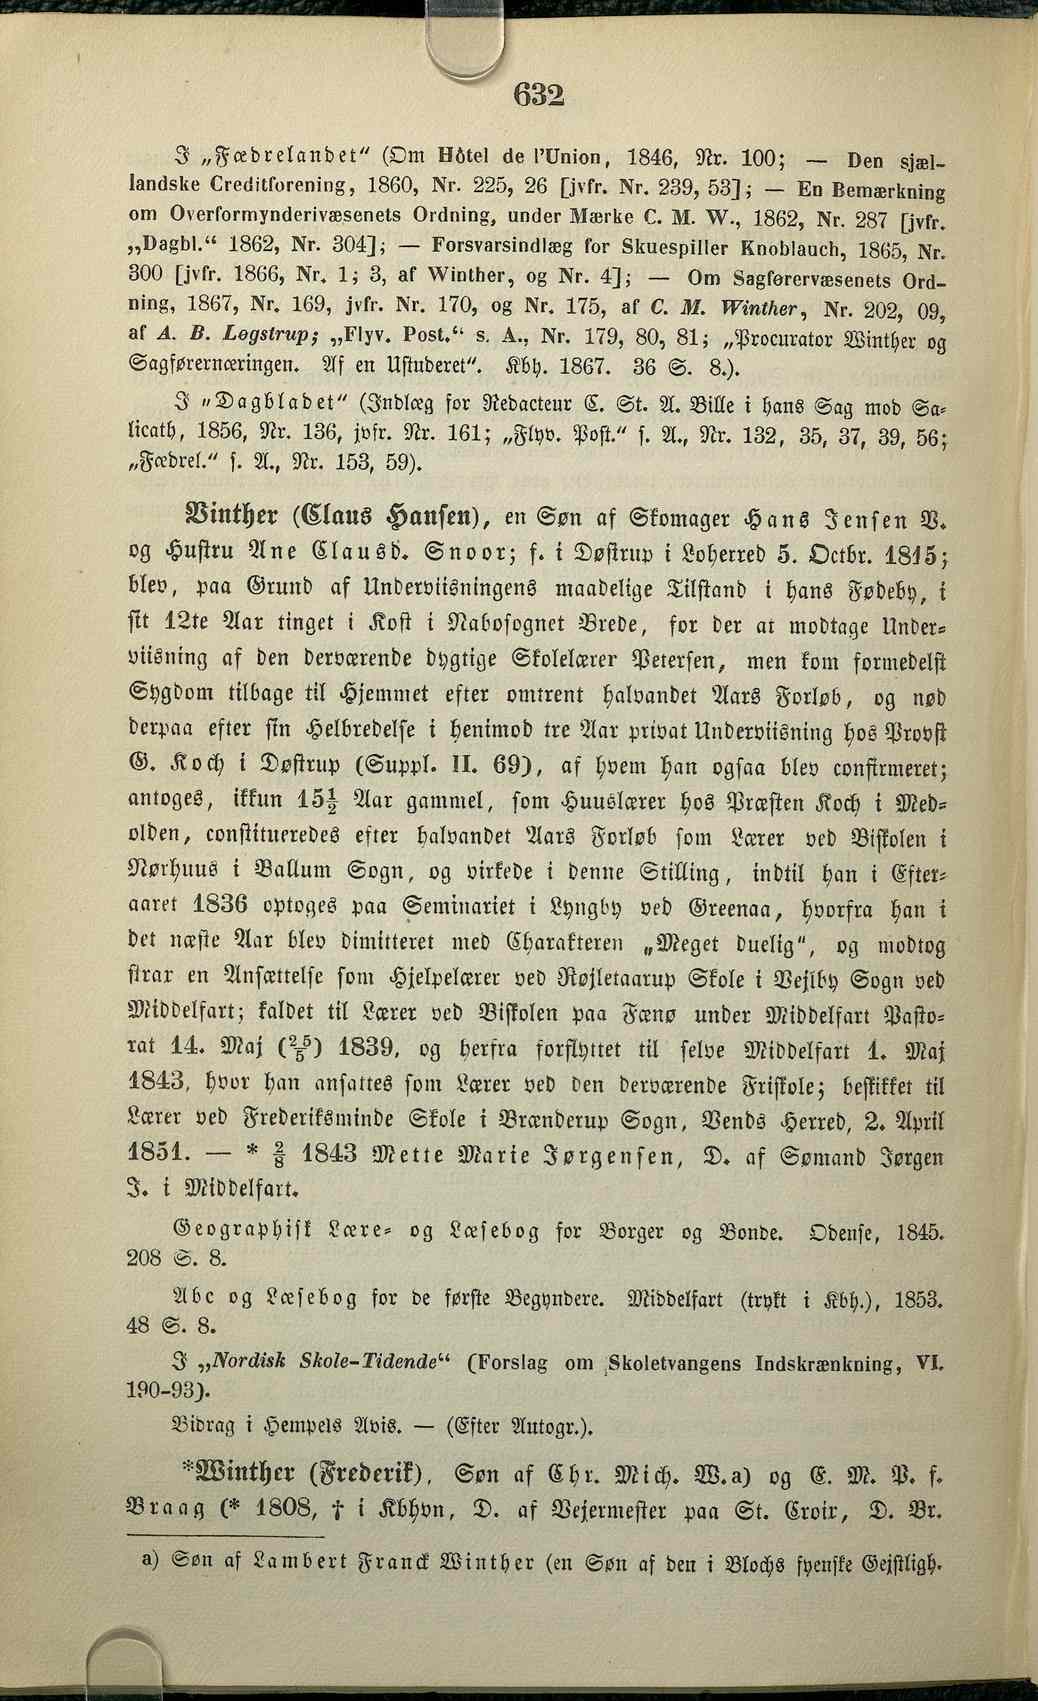 632
I „Fædrelandet“ (Om Hôtel de l'Union, 1846, Nr. 100; — Den sjæl-
landske Creditforening, 1860, Nr. 225, 26 [jvfr. Nr. 239, 53]; — En Bemærkning
om Overformynderivæsenets Ordning, under Mærke C. M. W., 1862, Nr. 287 [jvfr.
„Dagbl.“ 1862, Nr. 304]; — Forsvarsindlæg for Skuespiller Knoblauch, 1865, Nr.
300 [jvfr. 1866, Nr. 1; 3, af Winther, og Nr. 4]; — Om Sagførervæsenets Ord-
ning, 1867, Nr. 169, jvfr. Nr. 170, og Nr. 175, af C. M. Winther, Nr. 202, 09,
af A. B. Løgstrup; „Flyv. Post.“ s. A., Nr. 179, 80, 81; „Procurator Winther og
Sagførernæringen. Af en Ustuderet“. Kbh. 1867. 36 S. 8.).
I „Dagbladet“ (Indlæg for Redacteur C. St. A. Bille i hans Sag mod Sa-
licath, 1856, Nr. 136, jvfr. Nr. 161; „Flyv. Post.“ s. A., Nr. 132, 35, 37, 39, 56;
„Fædrel.“ s. A., Nr. 153, 59).
Vinther (Claus Hansen), en Søn af Skomager Hans Jensen V.
og Hustru Ane Clausd. Snoor; f. i Døstrup i Loherred 5. Octbr. 1815;
blev, paa Grund af Underviisningens maadelige Tilstand i hans Fødeby, i
sit 12te Aar tinget i Kost i Nabosognet Brede, for der at modtage Under-
viisning af den derværende dygtige Skolelærer Petersen, men kom formedelst
Sygdom tilbage til Hjemmet efter omtrent halvandet Aars Forløb, og nød
derpaa efter sin Helbredelse i henimod tre Aar privat Underviisning hos Provst
G. Koch i Døstrup (Suppl. II. 69), af hvem han ogsaa blev confirmeret;
antoges, ikkun 15½ Aar gammel, som Huuslærer hos Præsten Koch i Med-
olden, constitueredes efter halvandet Aars Forløb som Lærer ved Biskolen i
Nørhuus i Ballum Sogn, og virkede i denne Stilling, indtil han i Efter-
aaret 1836 optoges paa Seminariet i Lyngby ved Greenaa, hvorfra han i
det næste Aar blev dimitteret med Charakteren „Meget duelig“, og modtog
strax en Ansættelse som Hjelpelærer ved Røjletaarup Skole i Vejlby Sogn ved
Middelfart; kaldet til Lærer ved Biskolen paa Fænø under Middelfart Pasto-
rat 14. Maj (25/5) 1839, og herfra forflyttet til selve Middelfart 1. Maj
1843, hvor han ansattes som Lærer ved den derværende Friskole; beskikket til
Lærer ved Frederiksminde Skole i Brænderup Sogn, Vends Herred, 2. April
1851. — * 2/8 1843 Mette Marie Jørgensen, D. af Sømand Jørgen
J. i Middelfart.
Geographisk Lære- og Læsebog for Borger og Bonde. Odense, 1845.
208 S. 8.
Abc og Læsebog for de første Begyndere. Middelfart (trykt i Kbh.), 1853.
48 S. 8.
I „Nordisk Skole-Tidende“ (Forslag om Skoletvangens Indskrænkning, VI.
190-93).
Bidrag i Hempels Avis. — (Efter Autogr.).
*Winther (Frederik), Søn af Chr. Mich. W.a) og E. M. P. f.
Braag (* 1808, † i Kbhvn, D. af Vejermester paa St. Croix, D. Br.
a) Søn af Lambert Franck Winther (en Søn af den i Blochs fyenske Gejstligh.